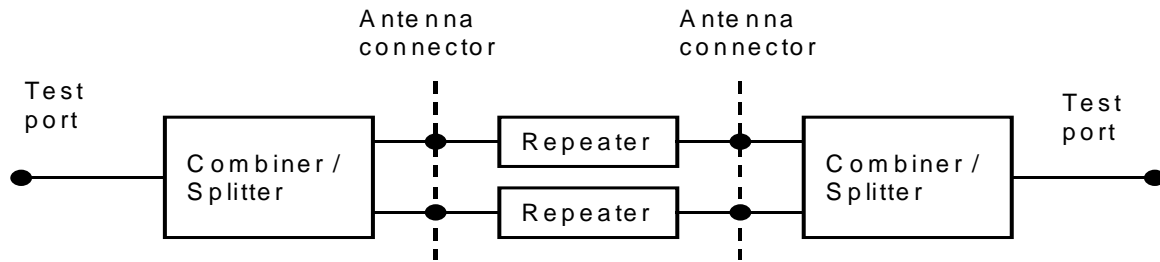 Antenna
connector
Antenna
connector
Test
port
Test
port
Repeater
Combiner/
Splitter
Combiner/
Splitter
Repeater